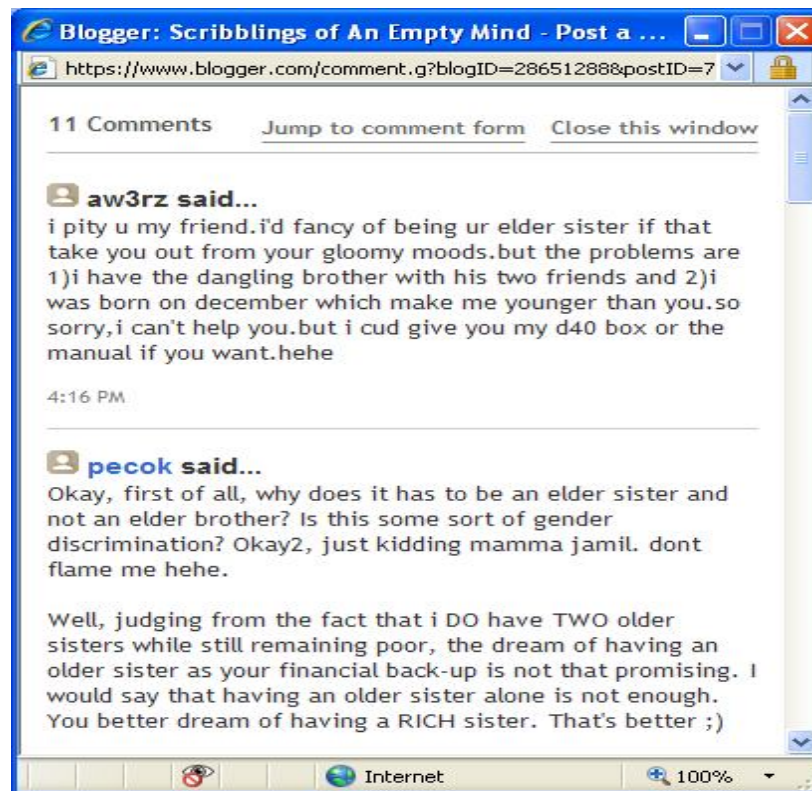 Blogger: Scribblings of An Empty Mind - Post a ...
https://www.blogger.com/comment.g?blogID=28651288&postID=7
11 Comments Jump to comment form Close this window
aw3rz said...
i pity u my friend.i'd fancy of being ur elder sister if that
take you out from your gloomy moods.but the problems are
1)i have the dangling brother with his two friends and 2)i
was born on december which make me younger than you.so
sorry,i can't help you.but i cud give you my d40 box or the
manual if you want.hehe
4:16 PM
pecok said...
Okay, first of all, why does it has to be an elder sister and
not an elder brother? Is this some sort of gender
discrimination? Okay2, just kidding mamma jamil. dont
flame me hehe.
Well, judging from the fact that i DO have TWO older
sisters while still remaining poor, the dream of having an
older sister as your financial back-up is not that promising. I
would say that having an older sister alone is not enough.
You better dream of having a RICH sister. That's better ;)
Internet 100%